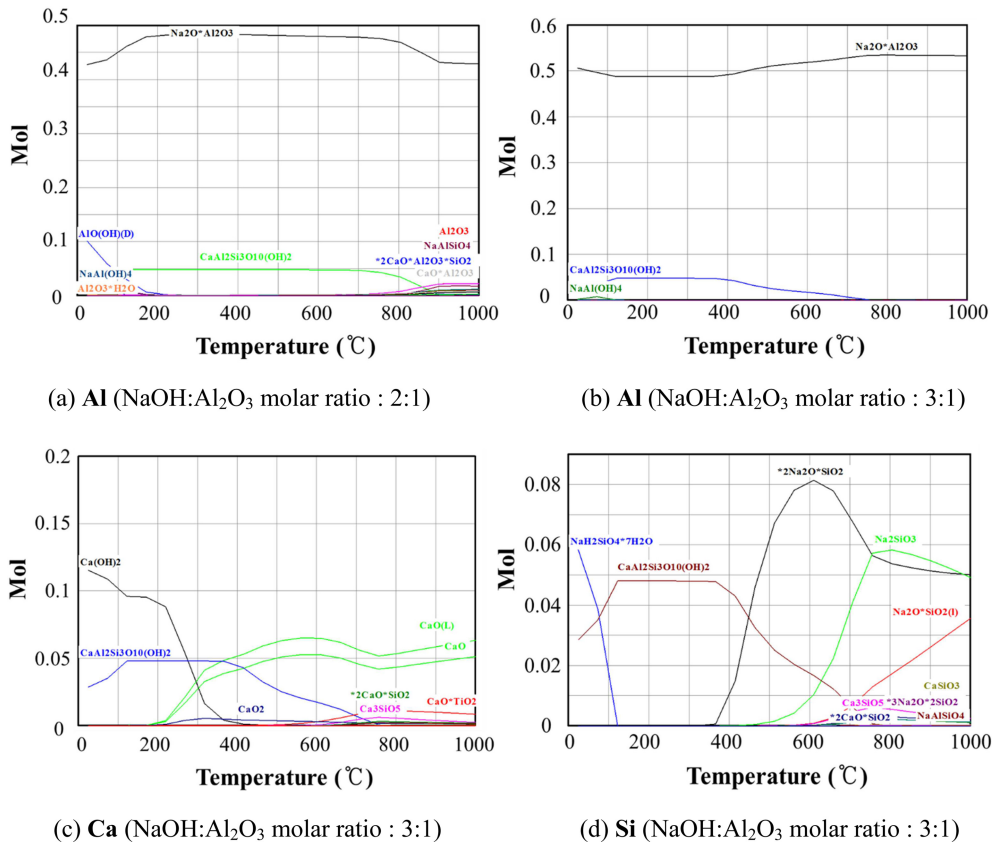 0.5
0.4
0.3
0.2
0.1
0
Mol
Na2O*Al2O3
AlO(OH)(D)
CaAl2Si3O10(OH)2
NaAl(OH)4
Al2O3*H2O
Al2O3
NaAlSiO4
*2CaO*Al2O3*SiO2
CaO*Al2O3
0 200 400 600 800 1000
Temperature (℃)
(a) Al (NaOH:Al2O3 molar ratio : 2:1)
0.6
0.5
0.4
0.3
0.2
0.1
0
Mol
Na2O*Al2O3
CaAl2Si3O10(OH)2
NaAl(OH)4
0 200 400 600 800 1000
Temperature (℃)
(b) Al (NaOH:Al2O3 molar ratio : 3:1)
0.2
0.1
0.05
0
Mol
Ca(OH)2
CaAl2Si3O10(OH)2
CaO2
CaO(L)
CaO
*2CaO*SiO2
CaO*TiO2
Ca3SiO5
0 200 400 600 800 1000
Temperature (℃)
(c) Ca (NaOH:Al2O3 molar ratio : 3:1)
0.08
0.06
0.04
0.02
0
Mol
*2Na2O*SiO2
NaH2SiO4*7H2O
CaAl2Si3O10(OH)2
Na2SiO3
Na2O*SiO2(I)
CaSiO3
Ca3SiO5
*3Na2O*2SiO2
*2CaO*SiO2
NaAlSiO4
0 200 400 600 800 1000
Temperature (℃)
(d) Si (NaOH:Al2O3 molar ratio : 3:1)